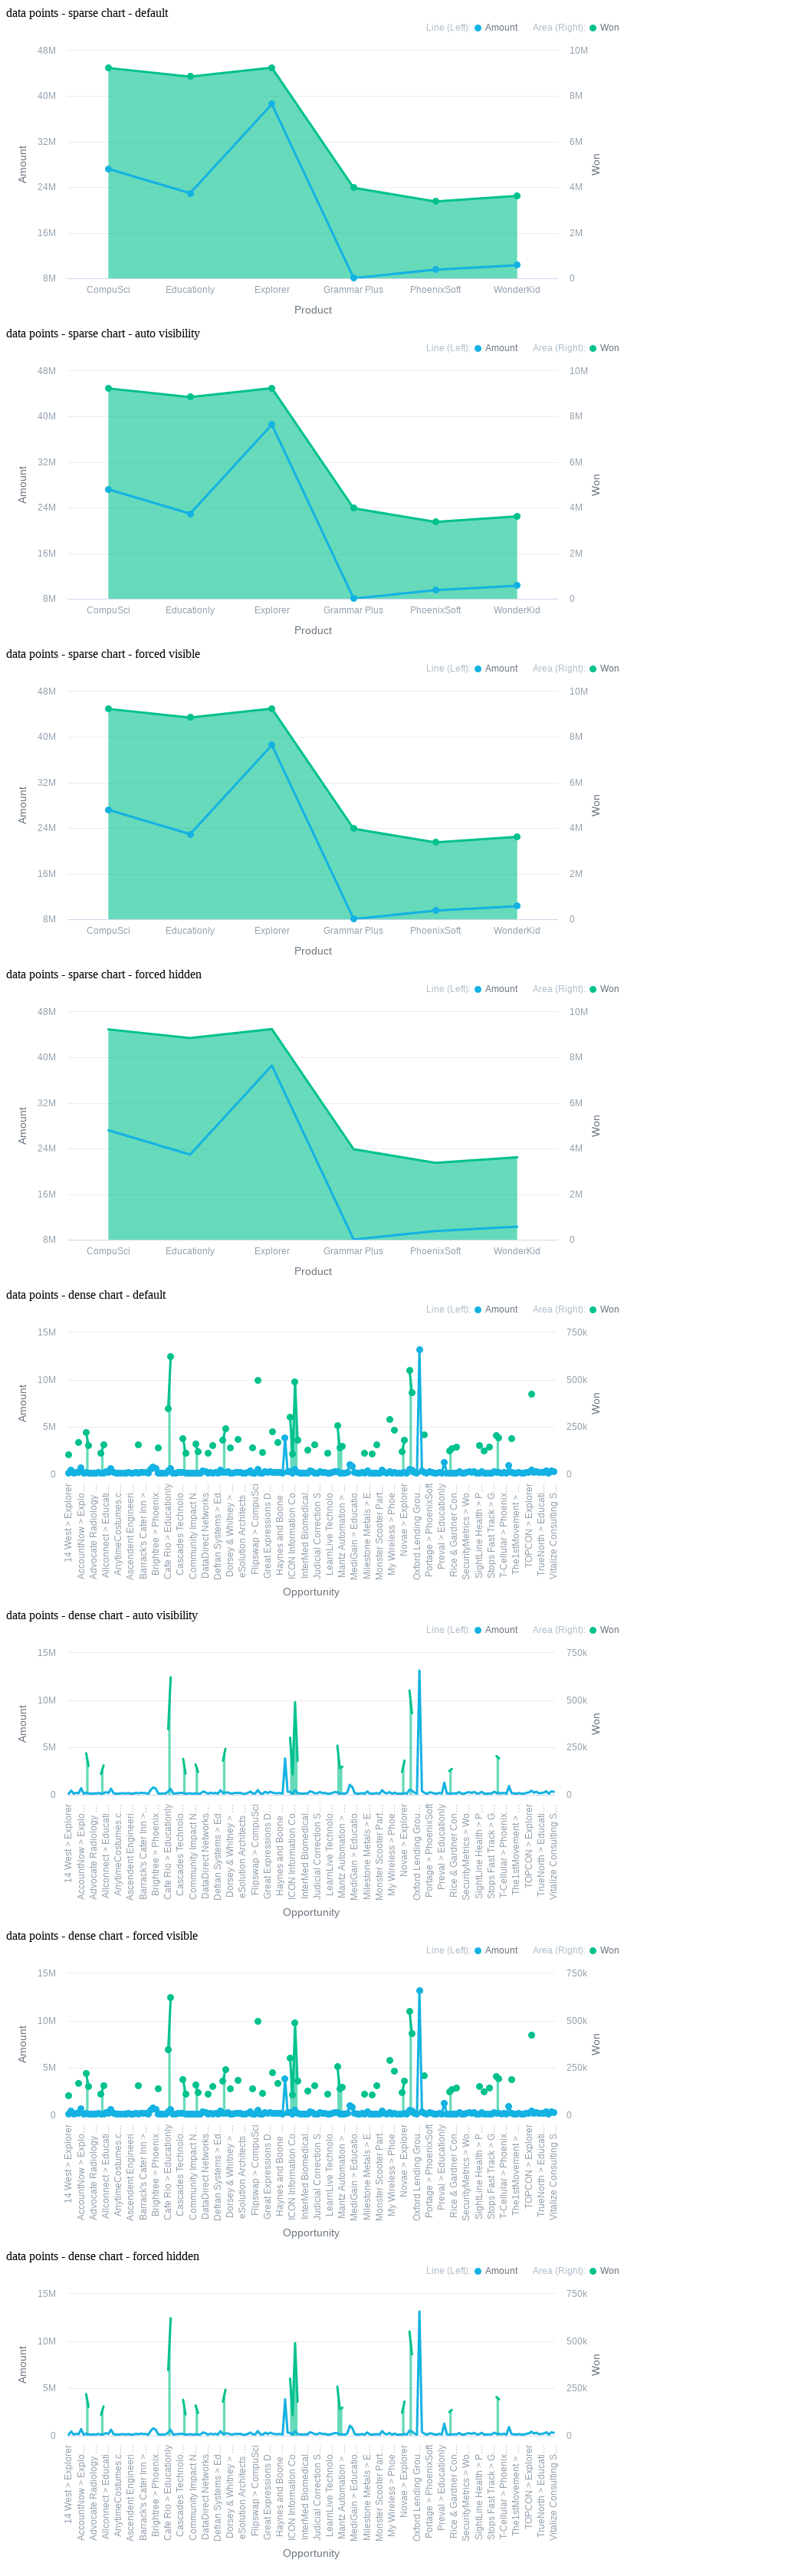 data points - sparse chart - default
Line (Left): Amount Area (Right): Won
48M 10M
40M 8M
32M 6M
24M 4M
16M 2M
8M 0
Amount
Won
CompuSci Educationly Explorer Grammar Plus PhoenixSoft WonderKid
Product
data points - sparse chart - auto visibility
Line (Left): Amount Area (Right): Won
48M 10M
40M 8M
32M 6M
24M 4M
16M 2M
8M 0
Amount
Won
CompuSci Educationly Explorer Grammar Plus PhoenixSoft WonderKid
Product
data points - sparse chart - forced visible
Line (Left): Amount Area (Right): Won
48M 10M
40M 8M
32M 6M
24M 4M
16M 2M
8M 0
Amount
Won
CompuSci Educationly Explorer Grammar Plus PhoenixSoft WonderKid
Product
data points - sparse chart - forced hidden
Line (Left): Amount Area (Right): Won
48M 10M
40M 8M
32M 6M
24M 4M
16M 2M
8M 0
Amount
Won
CompuSci Educationly Explorer Grammar Plus PhoenixSoft WonderKid
Product
data points - dense chart - default
Line (Left): Amount Area (Right): Won
15M 750k
10M 500k
5M 250k
0 0
Amount
Won
14 West > Explorer
AccountNow > Explo...
Advocate Radiology ...
Allconnect > Educati...
AnytimeCostumes.c...
Ascendent Engineeri...
Barrack's Cater Inn >...
Brightree > Phoenix...
Cafe Rio > Educationly
Cascades Technolo...
Community Impact N...
DataDirect Networks...
Defran Systems > Ed...
Dorsey & Whitney > ...
eSolution Architects ...
Flipswap > CompuSci
Great Expressions D...
Haynes and Boone ...
ICON Information Co...
InterMed Biomedical...
Judicial Correction S...
LearnLive Technolo...
Mantz Automation > ...
MediGain > Educatio...
Milestone Metals > E...
Monster Scooter Part...
My Wireless > Phoe...
Novae > Explorer
Oxford Lending Grou...
Portage > PhoenixSoft
Preval > Educationly
Rice & Gardner Con...
SecurityMetrics > Wo...
SightLine Health > P...
Stops Fast Track > G...
T-Cellular > Phoenix...
The1stMovement > ...
TOPCON > Explorer
TrueNorth > Educati...
Vitalize Consulting S...
Opportunity
data points - dense chart - auto visibility
Line (Left): Amount Area (Right): Won
15M 750k
10M 500k
5M 250k
0 0
Amount
Won
14 West > Explorer
AccountNow > Explo...
Advocate Radiology ...
Allconnect > Educati...
AnytimeCostumes.c...
Ascendent Engineeri...
Barrack's Cater Inn >...
Brightree > Phoenix...
Cafe Rio > Educationly
Cascades Technolo...
Community Impact N...
DataDirect Networks...
Defran Systems > Ed...
Dorsey & Whitney > ...
eSolution Architects ...
Flipswap > CompuSci
Great Expressions D...
Haynes and Boone ...
ICON Information Co...
InterMed Biomedical...
Judicial Correction S...
LearnLive Technolo...
Mantz Automation > ...
MediGain > Educatio...
Milestone Metals > E...
Monster Scooter Part...
My Wireless > Phoe...
Novae > Explorer
Oxford Lending Grou...
Portage > PhoenixSoft
Preval > Educationly
Rice & Gardner Con...
SecurityMetrics > Wo...
SightLine Health > P...
Stops Fast Track > G...
T-Cellular > Phoenix...
The1stMovement > ...
TOPCON > Explorer
TrueNorth > Educati...
Vitalize Consulting S...
Opportunity
data points - dense chart - forced visible
Line (Left): Amount Area (Right): Won
15M 750k
10M 500k
5M 250k
0 0
Amount
Won
14 West > Explorer
AccountNow > Explo...
Advocate Radiology ...
Allconnect > Educati...
AnytimeCostumes.c...
Ascendent Engineeri...
Barrack's Cater Inn >...
Brightree > Phoenix...
Cafe Rio > Educationly
Cascades Technolo...
Community Impact N...
DataDirect Networks...
Defran Systems > Ed...
Dorsey & Whitney > ...
eSolution Architects ...
Flipswap > CompuSci
Great Expressions D...
Haynes and Boone ...
ICON Information Co...
InterMed Biomedical...
Judicial Correction S...
LearnLive Technolo...
Mantz Automation > ...
MediGain > Educatio...
Milestone Metals > E...
Monster Scooter Part...
My Wireless > Phoe...
Novae > Explorer
Oxford Lending Grou...
Portage > PhoenixSoft
Preval > Educationly
Rice & Gardner Con...
SecurityMetrics > Wo...
SightLine Health > P...
Stops Fast Track > G...
T-Cellular > Phoenix...
The1stMovement > ...
TOPCON > Explorer
TrueNorth > Educati...
Vitalize Consulting S...
Opportunity
data points - dense chart - forced hidden
Line (Left): Amount Area (Right): Won
15M 750k
10M 500k
5M 250k
0 0
Amount
Won
14 West > Explorer
AccountNow > Explo...
Advocate Radiology ...
Allconnect > Educati...
AnytimeCostumes.c...
Ascendent Engineeri...
Barrack's Cater Inn >...
Brightree > Phoenix...
Cafe Rio > Educationly
Cascades Technolo...
Community Impact N...
DataDirect Networks...
Defran Systems > Ed...
Dorsey & Whitney > ...
eSolution Architects ...
Flipswap > CompuSci
Great Expressions D...
Haynes and Boone ...
ICON Information Co...
InterMed Biomedical...
Judicial Correction S...
LearnLive Technolo...
Mantz Automation > ...
MediGain > Educatio...
Milestone Metals > E...
Monster Scooter Part...
My Wireless > Phoe...
Novae > Explorer
Oxford Lending Grou...
Portage > PhoenixSoft
Preval > Educationly
Rice & Gardner Con...
SecurityMetrics > Wo...
SightLine Health > P...
Stops Fast Track > G...
T-Cellular > Phoenix...
The1stMovement > ...
TOPCON > Explorer
TrueNorth > Educati...
Vitalize Consulting S...
Opportunity